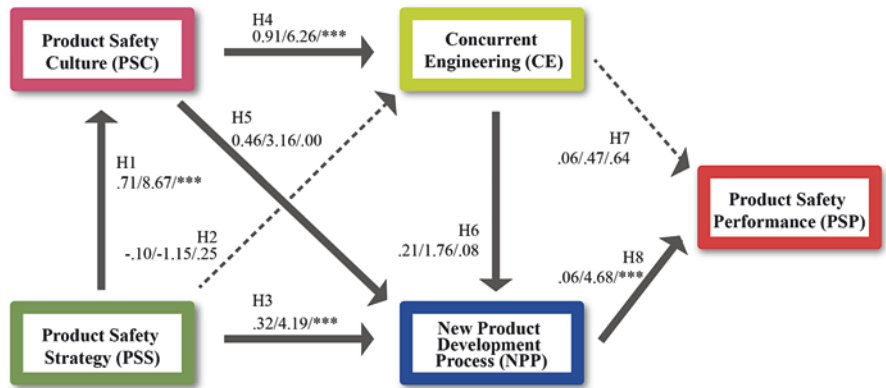 Product Safety
Culture (PSC)
H4
0.91/6.26/***
Concurrent
Engineering (CE)
H5
0.46/3.16/.00
H7
.06/.47/.64
H1
.71/8.67/***
Product Safety
Performance (PSP)
H2
-.10/-1.15/.25
H6
.21/1.76/.08
H8
.06/4.68/***
H3
.32/4.19/***
Product Safety
Strategy (PSS)
New Product
Development
Process (NPP)